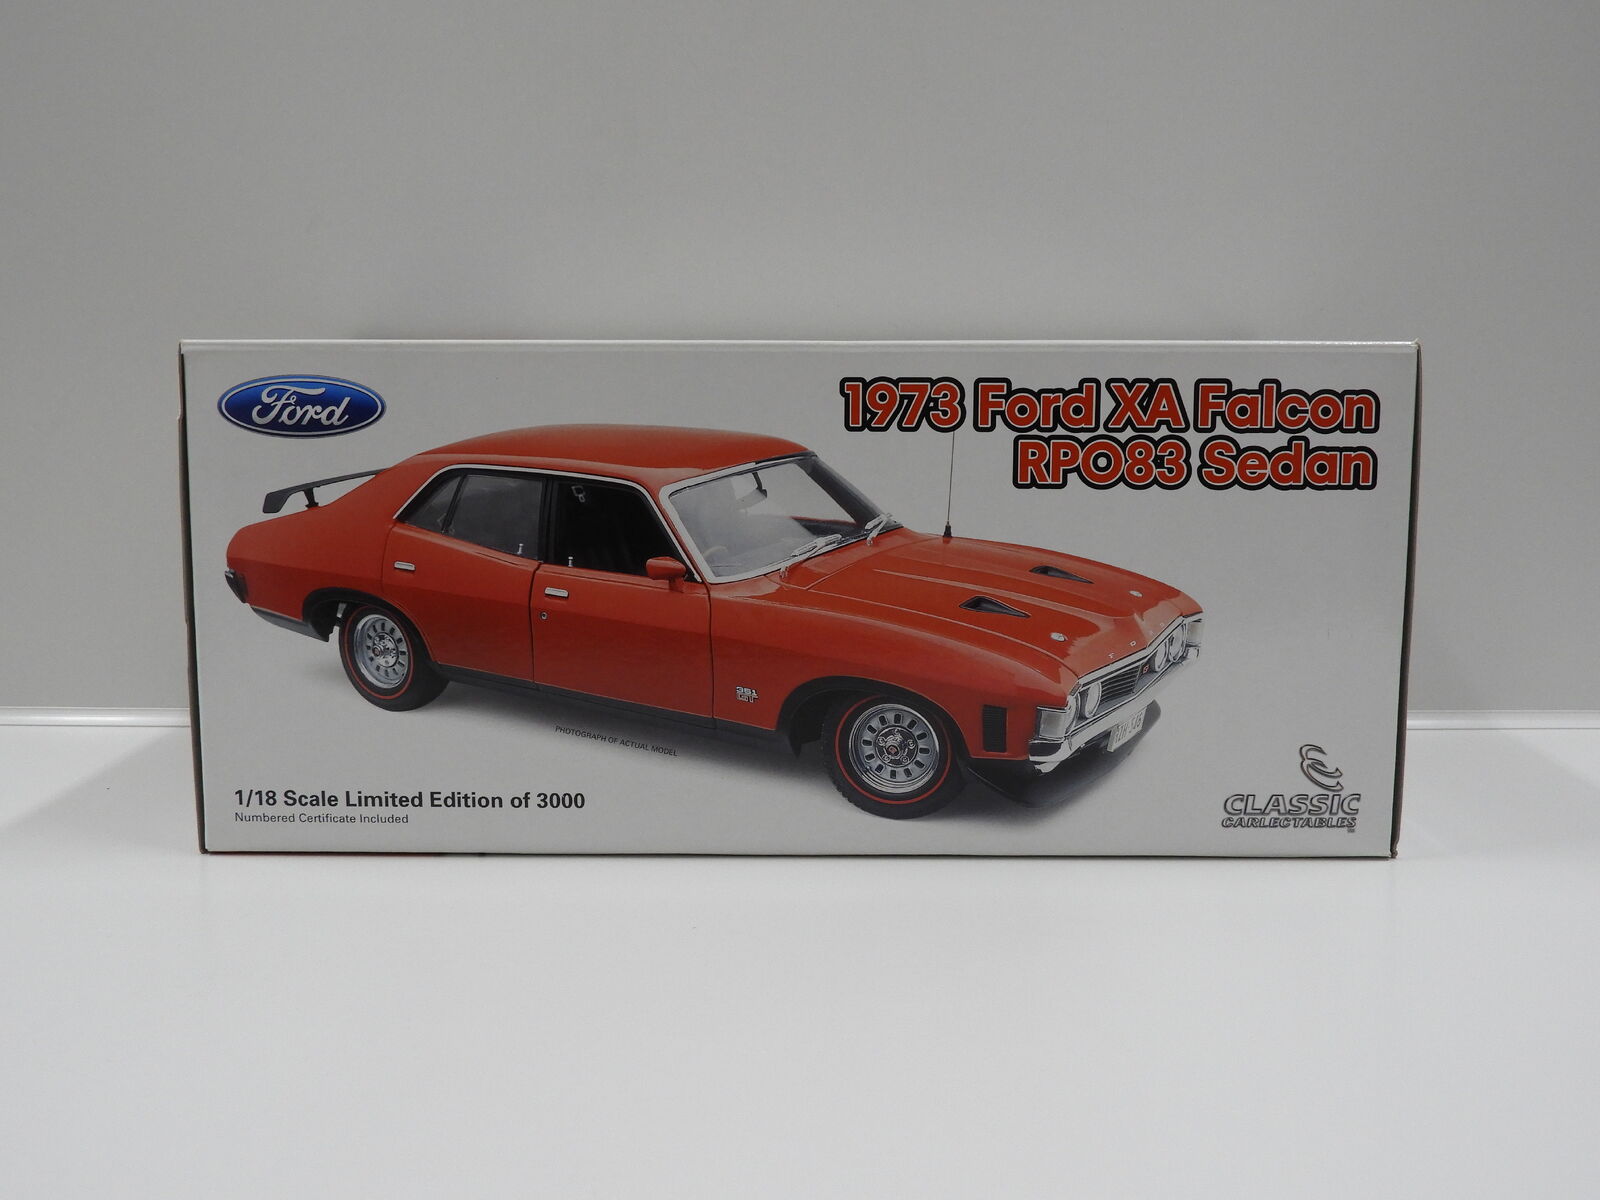 Ford
1973 Ford XA Falcon
RPO83 Sedan
351
GT
FORD
PHOTOGRAPH OF ACTUAL MODEL
1/18 Scale Limited Edition of 3000
Numbered Certificate Included
CLASSIC
CARLECTABLES